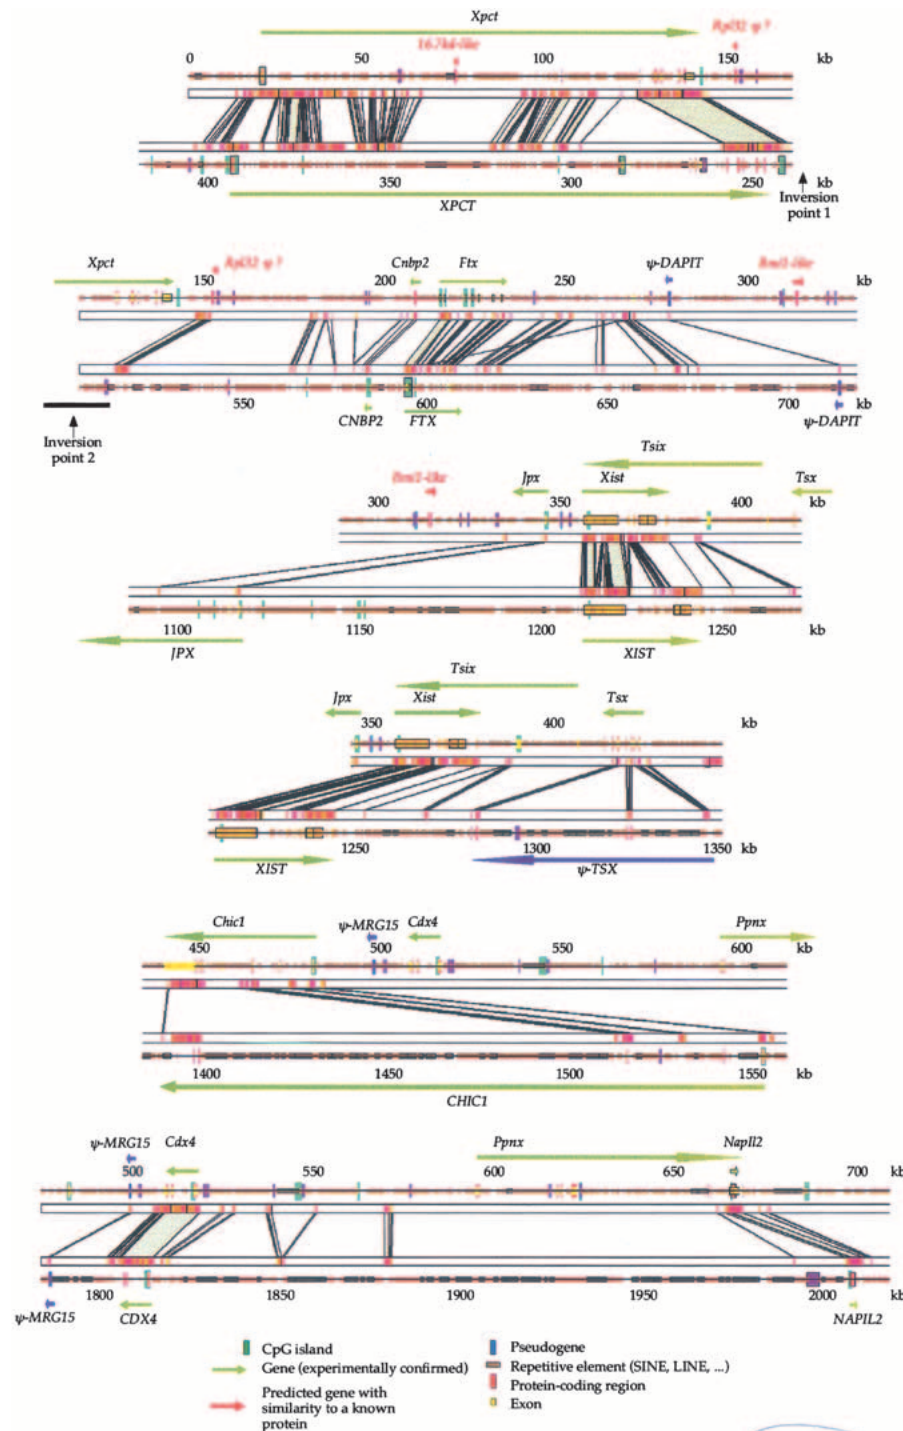 Xpct
16.7kd-like Rpl32-ψ ?
0 50 100 150 kb
400 350 300 250 kb
XPCT
Inversion
point 1
Xpct Rpl32-ψ ? Cnbp2 Ftx ψ-DAPIT Bmi1-like
150 200 250 300 kb
550 600 650 700 kb
CNBP2 FTX ψ-DAPIT
Inversion
point 2
Tsix
Bmi1-like Jpx Xist Tsx
300 350 400 kb
1100 1150 1200 1250 kb
JPX XIST
Tsix
Jpx Xist Tsx
350 400 kb
1250 1300 1350 kb
XIST ψ-TSX
Chic1 ψ-MRG15 Cdx4 Ppnx
450 500 550 600 kb
1400 1450 1500 1550 kb
CHIC1
ψ-MRG15 Cdx4 Ppnx Napll2
500 550 650 700 kb
1800 1850 1900 1950 2000 kb
ψ-MRG15 CDX4 NAPIL2
CpG island
Gene (experimentally confirmed)
Predicted gene with
similarity to a known
protein
Pseudogene
Repetitive element (SINE, LINE, ...)
Protein-coding region
Exon